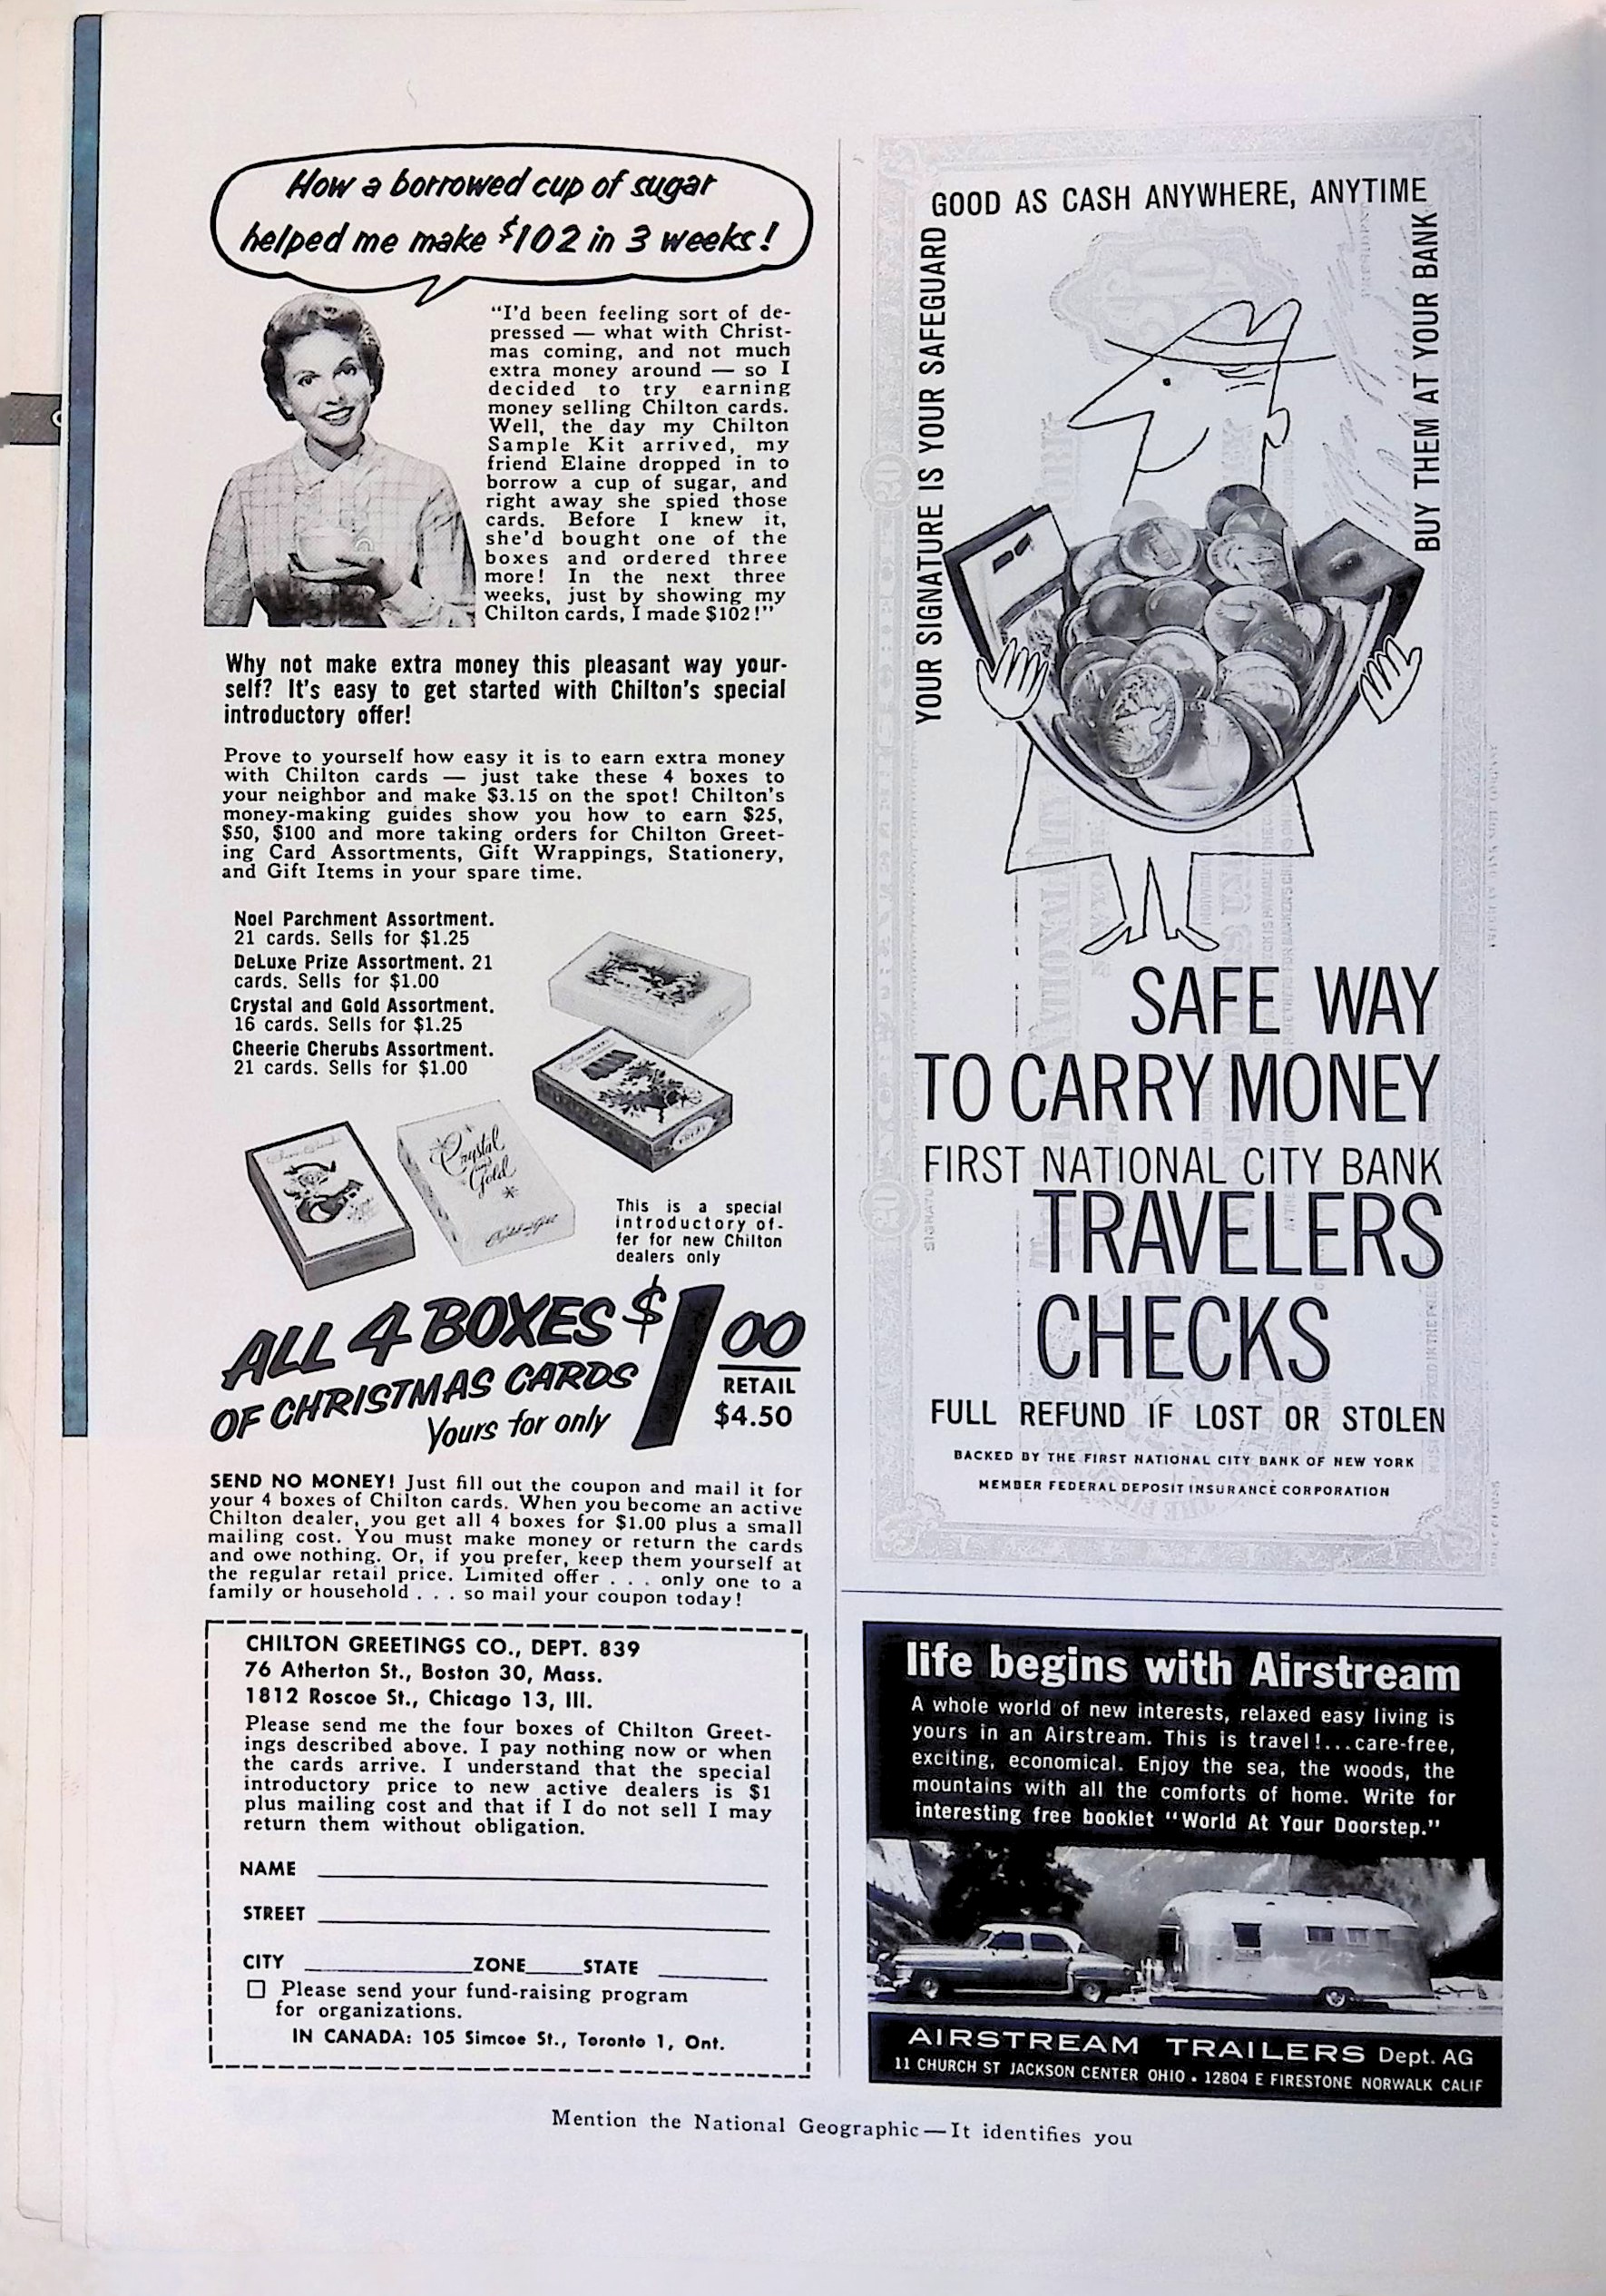 How a borrowed cup of sugar
helped me make $102 in 3 weeks!
"I'd been feeling sort of de-
pressed — what with Christ-
mas coming, and not much
extra money around — so I
decided to try earning
money selling Chilton cards.
Well, the day my Chilton
Sample Kit arrived, my
friend Elaine dropped in to
borrow a cup of sugar, and
right away she spied those
cards. Before I knew it,
she'd bought one of the
boxes and ordered three
more! In the next three
weeks, just by showing my
Chilton cards, I made $102!"
Why not make extra money this pleasant way your-
self? It's easy to get started with Chilton's special
introductory offer!
Prove to yourself how easy it is to earn extra money
with Chilton cards — just take these 4 boxes to
your neighbor and make $3.15 on the spot! Chilton's
money-making guides show you how to earn $25,
$50, $100 and more taking orders for Chilton Greet-
ing Card Assortments, Gift Wrappings, Stationery,
and Gift Items in your spare time.
Noel Parchment Assortment.
21 cards. Sells for $1.25
DeLuxe Prize Assortment. 21
cards. Sells for $1.00
Crystal and Gold Assortment.
16 cards. Sells for $1.25
Cheerie Cherubs Assortment.
21 cards. Sells for $1.00
Crystal
and
Gold
This is a special
introductory of-
fer for new Chilton
dealers only
ALL 4 BOXES $1.00
OF CHRISTMAS CARDS
Yours for only
RETAIL
$4.50
SEND NO MONEY! Just fill out the coupon and mail it for
your 4 boxes of Chilton cards. When you become an active
Chilton dealer, you get all 4 boxes for $1.00 plus a small
mailing cost. You must make money or return the cards
and owe nothing. Or, if you prefer, keep them yourself at
the regular retail price. Limited offer . . . only one to a
family or household . . . so mail your coupon today!
CHILTON GREETINGS CO., DEPT. 839
76 Atherton St., Boston 30, Mass.
1812 Roscoe St., Chicago 13, Ill.
Please send me the four boxes of Chilton Greet-
ings described above. I pay nothing now or when
the cards arrive. I understand that the special
introductory price to new active dealers is $1
plus mailing cost and that if I do not sell I may
return them without obligation.
NAME
STREET
CITY ZONE STATE
☐ Please send your fund-raising program
for organizations.
IN CANADA: 105 Simcoe St., Toronto 1, Ont.
GOOD AS CASH ANYWHERE, ANYTIME
YOUR SIGNATURE IS YOUR SAFEGUARD
BUY THEM AT YOUR BANK
SAFE WAY
TO CARRY MONEY
FIRST NATIONAL CITY BANK
TRAVELERS
CHECKS
FULL REFUND IF LOST OR STOLEN
BACKED BY THE FIRST NATIONAL CITY BANK OF NEW YORK
MEMBER FEDERAL DEPOSIT INSURANCE CORPORATION
life begins with Airstream
A whole world of new interests, relaxed easy living is
yours in an Airstream. This is travel!...care-free,
exciting, economical. Enjoy the sea, the woods, the
mountains with all the comforts of home. Write for
interesting free booklet "World At Your Doorstep."
AIRSTREAM TRAILERS Dept. AG
11 CHURCH ST JACKSON CENTER OHIO • 12804 E FIRESTONE NORWALK CALIF
Mention the National Geographic—It identifies you